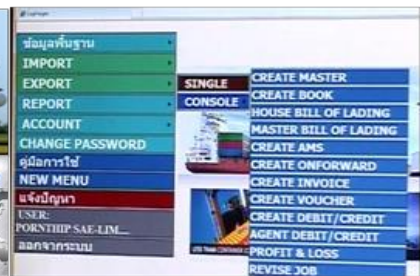 ข้อมูลพื้นฐาน
IMPORT
EXPORT
REPORT
ACCOUNT
CHANGE PASSWORD
คู่มือการใช้
NEW MENU
แจ้งปัญหา
USER:
PORNTHIP SAE-LIM....
ออกจากระบบ
SINGLE
CONSOLE
CREATE MASTER
CREATE BOOK
HOUSE BILL OF LADING
MASTER BILL OF LADING
CREATE AMS
CREATE ONFORWARD
CREATE INVOICE
CREATE VOUCHER
CREATE DEBIT/CREDIT
AGENT DEBIT/CREDIT
PROFIT & LOSS
REVISE JOB